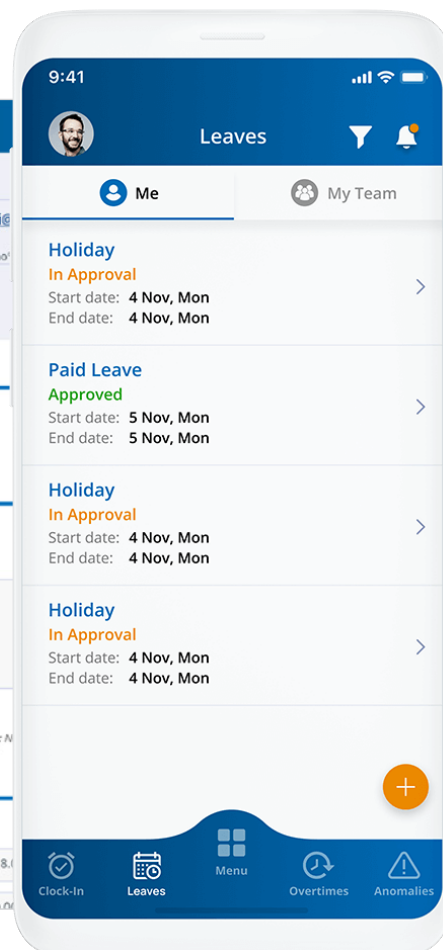 9:41
Leaves
Me
My Team
Holiday
In Approval
Start date: 4 Nov, Mon
End date: 4 Nov, Mon
Paid Leave
Approved
Start date: 5 Nov, Mon
End date: 5 Nov, Mon
Holiday
In Approval
Start date: 4 Nov, Mon
End date: 4 Nov, Mon
Holiday
In Approval
Start date: 4 Nov, Mon
End date: 4 Nov, Mon
Clock-In
Leaves
Menu
Overtimes
Anomalies